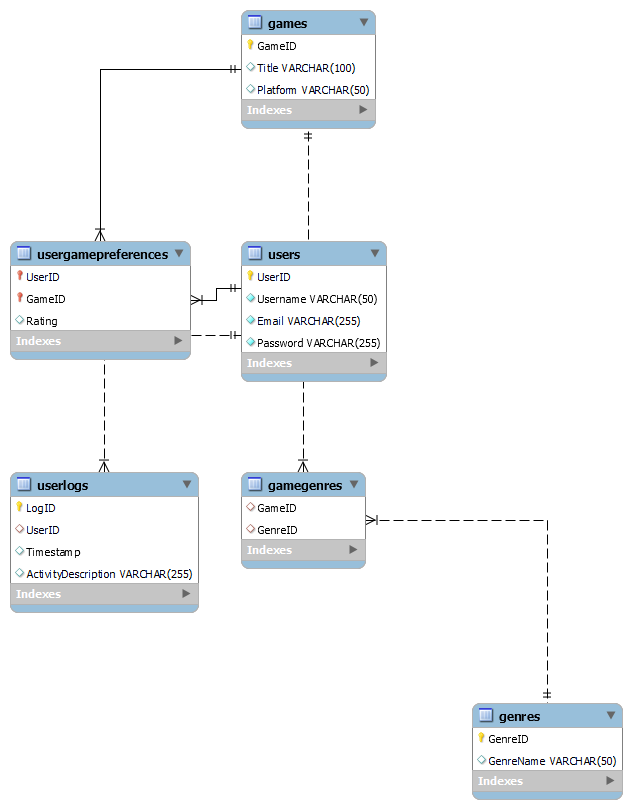 games
GameID
Title VARCHAR(100)
Platform VARCHAR(50)
Indexes
usergamepreferences
UserID
GameID
Rating
Indexes
users
UserID
Username VARCHAR(50)
Email VARCHAR(255)
Password VARCHAR(255)
Indexes
userlogs
LogID
UserID
Timestamp
ActivityDescription VARCHAR(255)
Indexes
gamegenres
GameID
GenreID
Indexes
genres
GenreID
GenreName VARCHAR(50)
Indexes